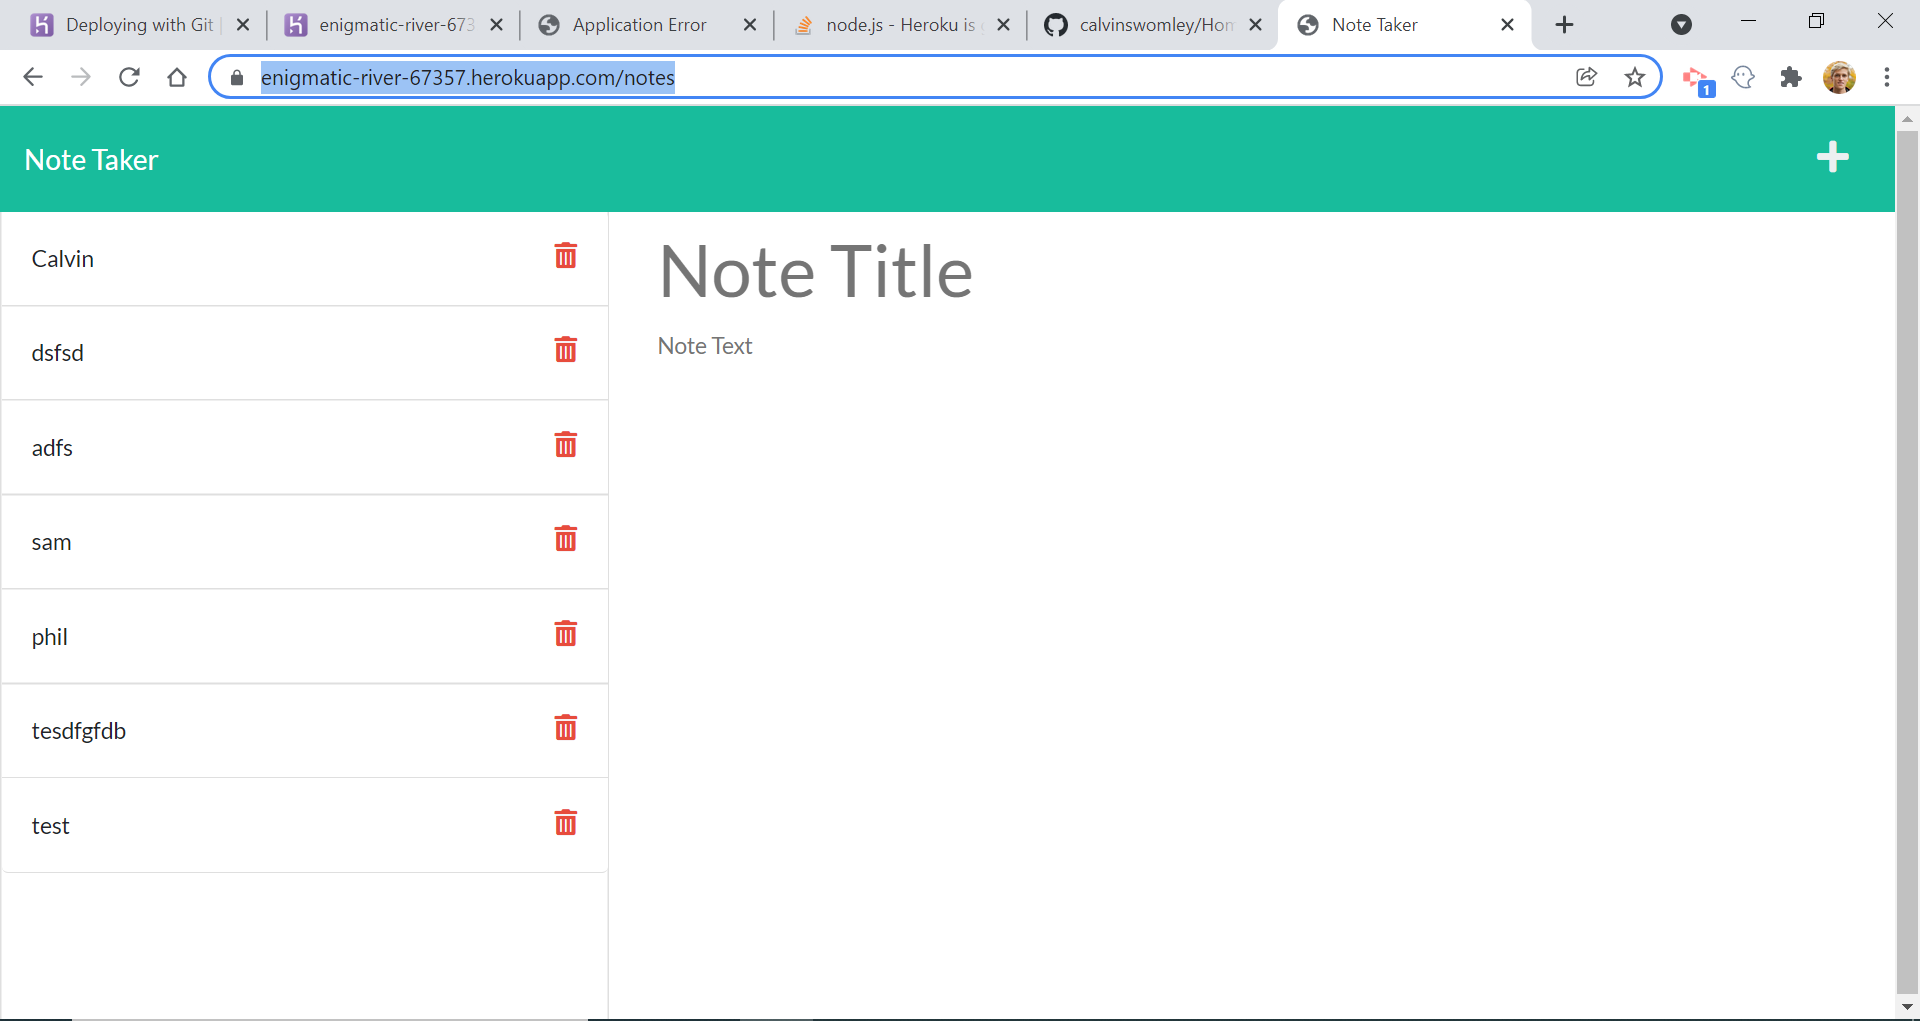 Deploying with Git
enigmatic-river-673
Application Error
node.js - Heroku is
calvinswomley/Hom
Note Taker
enigmatic-river-67357.herokuapp.com/notes
1
Note Taker
Calvin
dsfsd
adfs
sam
phil
tesdfgfdb
test
Note Title
Note Text